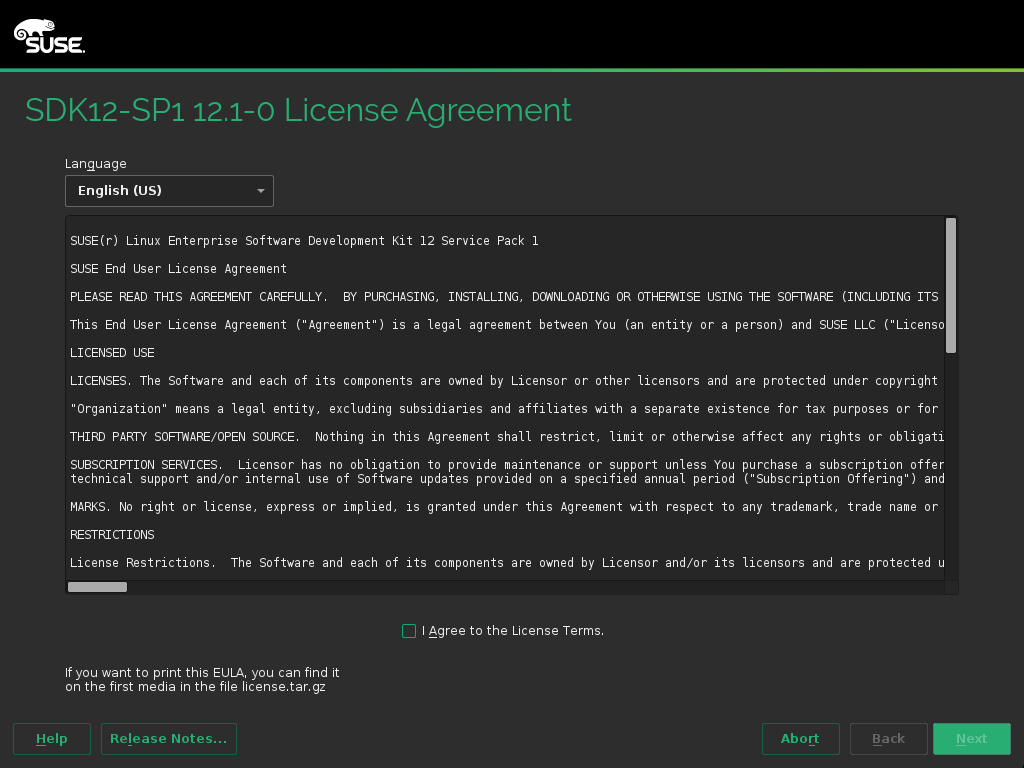 SUSE.
SDK12-SP1 12.1-0 License Agreement
Language
English (US)
SUSE(r) Linux Enterprise Software Development Kit 12 Service Pack 1
SUSE End User License Agreement
PLEASE READ THIS AGREEMENT CAREFULLY.  BY PURCHASING, INSTALLING, DOWNLOADING OR OTHERWISE USING THE SOFTWARE (INCLUDING ITS
This End User License Agreement ("Agreement") is a legal agreement between You (an entity or a person) and SUSE LLC ("Licenso
LICENSED USE
LICENSES. The Software and each of its components are owned by Licensor or other licensors and are protected under copyright
"Organization" means a legal entity, excluding subsidiaries and affiliates with a separate existence for tax purposes or for
THIRD PARTY SOFTWARE/OPEN SOURCE.  Nothing in this Agreement shall restrict, limit or otherwise affect any rights or obligati
SUBSCRIPTION SERVICES.  Licensor has no obligation to provide maintenance or support unless You purchase a subscription offer
technical support and/or internal use of Software updates provided on a specified annual period ("Subscription Offering") and
MARKS. No right or license, express or implied, is granted under this Agreement with respect to any trademark, trade name or
RESTRICTIONS
License Restrictions.  The Software and each of its components are owned by Licensor and/or its licensors and are protected u
I Agree to the License Terms.
If you want to print this EULA, you can find it
on the first media in the file license.tar.gz
Help
Release Notes...
Abort
Back
Next